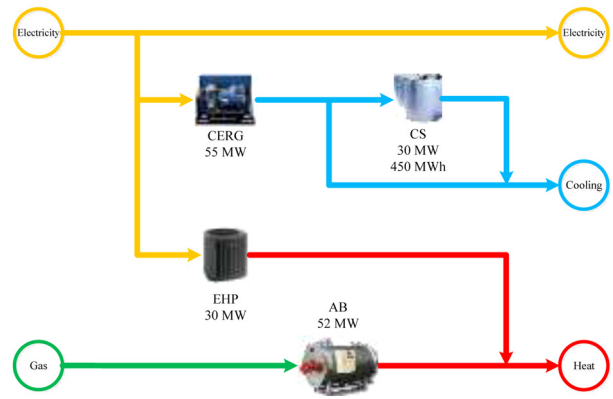 Electricity
Electricity
CERG
55 MW
CS
30 MW
450 MWh
Cooling
EHP
30 MW
AB
52 MW
Gas
Heat